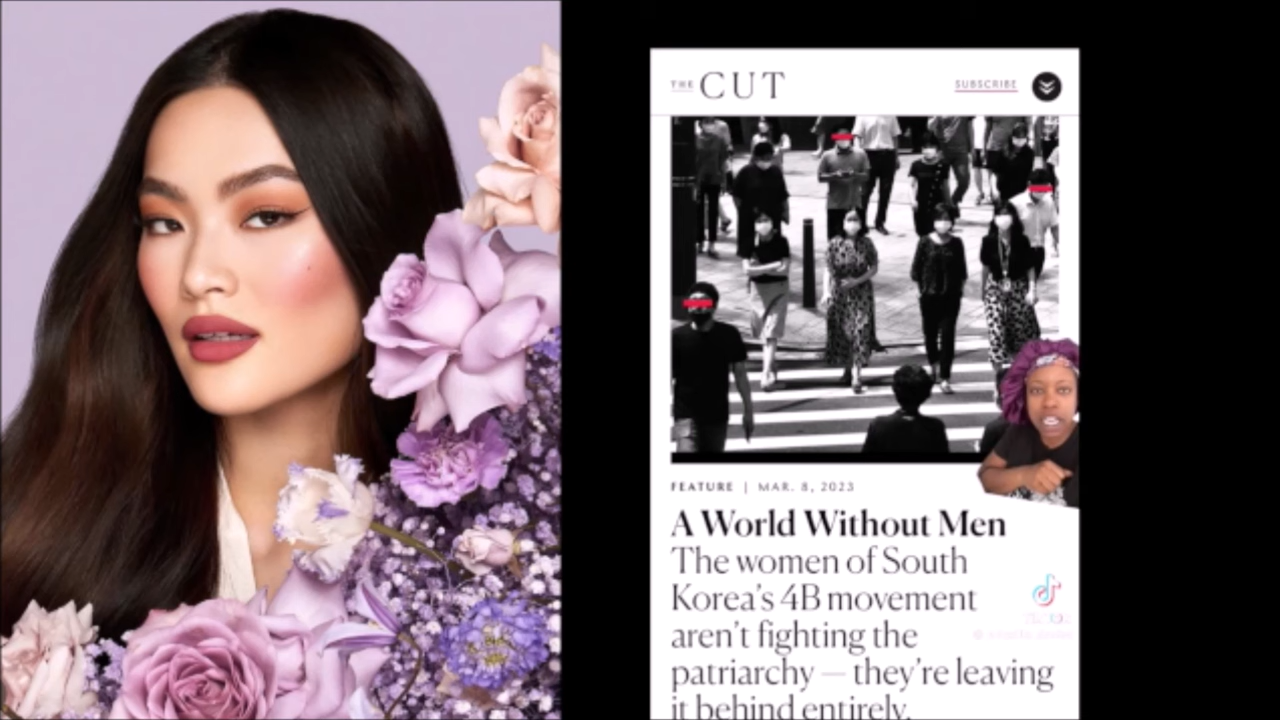 THE CUT
SUBSCRIBE
FEATURE | MAR. 8, 2023
A World Without Men
The women of South
Korea's 4B movement
aren't fighting the
patriarchy — they're leaving
it behind entirely.